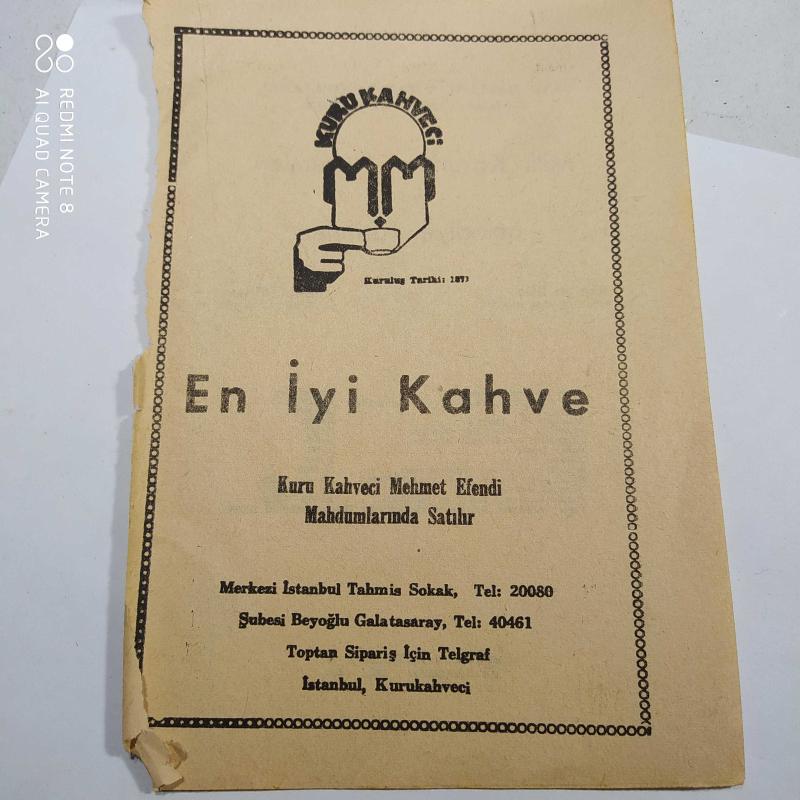 KURU KAHVECİ
MM
Kuruluş Tarihi: 1871
En İyi Kahve
Kuru Kahveci Mehmet Efendi
Mahdumlarında Satılır
Merkezi İstanbul Tahmis Sokak, Tel: 20080
Şubesi Beyoğlu Galatasaray, Tel: 40461
Toptan Sipariş İçin Telgraf
İstanbul, Kurukahveci
REDMI NOTE 8
AI QUAD CAMERA